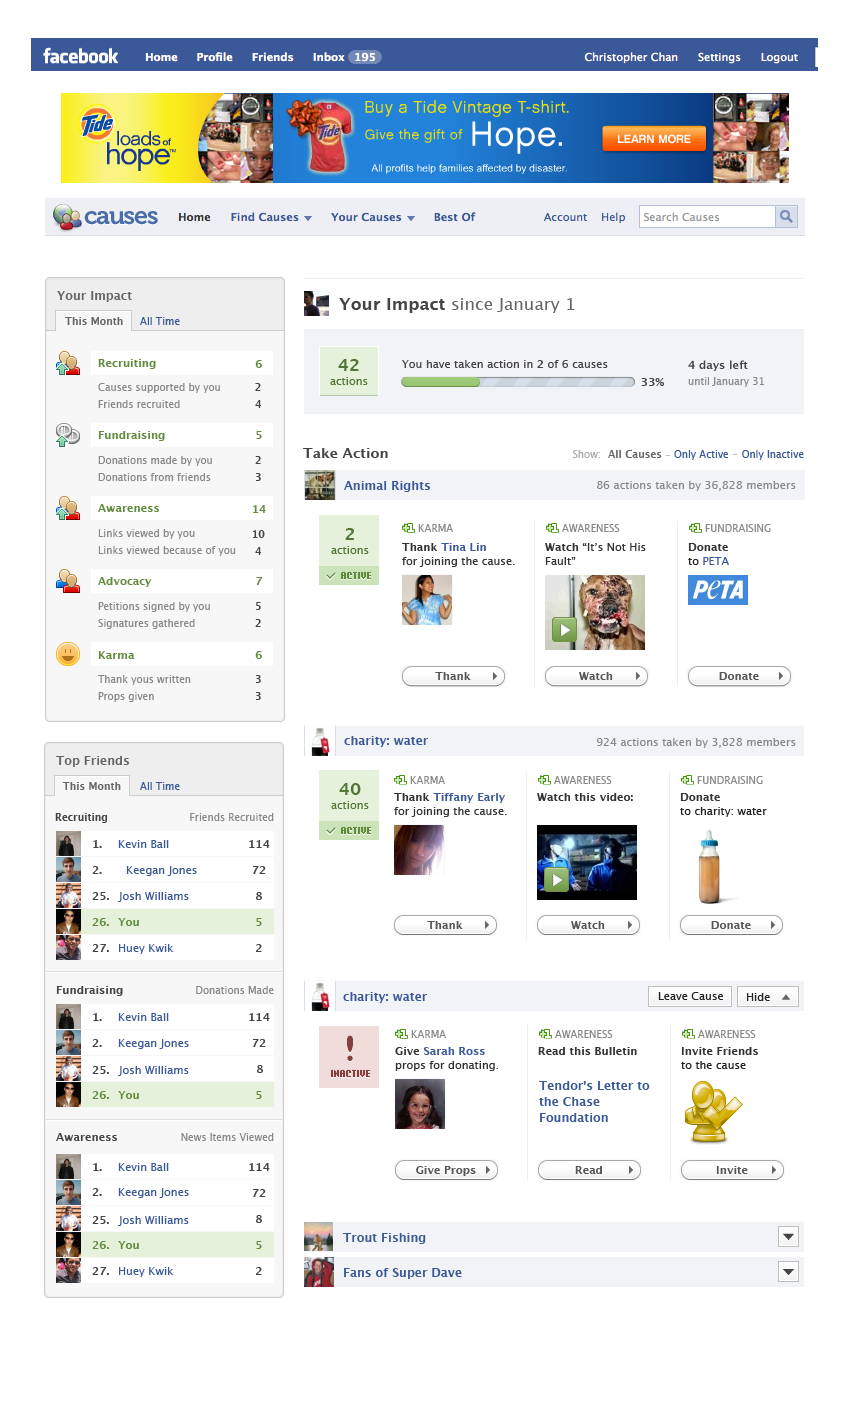 facebook Home Profile Friends Inbox 195 Christopher Chan Settings Logout
Tide
loads of
hope™
Tide
Buy a Tide Vintage T-shirt.
Give the gift of Hope.
All profits help families affected by disaster.
LEARN MORE
causes Home Find Causes Your Causes Best Of Account Help Search Causes
Your Impact
This Month All Time
Recruiting 6
Causes supported by you 2
Friends recruited 4
Fundraising 5
Donations made by you 2
Donations from friends 3
Awareness 14
Links viewed by you 10
Links viewed because of you 4
Advocacy 7
Petitions signed by you 5
Signatures gathered 2
Karma 6
Thank yous written 3
Props given 3
Top Friends
This Month All Time
Recruiting Friends Recruited
1. Kevin Ball 114
2. Keegan Jones 72
25. Josh Williams 8
26. You 5
27. Huey Kwik 2
Fundraising Donations Made
1. Kevin Ball 114
2. Keegan Jones 72
25. Josh Williams 8
26. You 5
Awareness News Items Viewed
1. Kevin Ball 114
2. Keegan Jones 72
25. Josh Williams 8
26. You 5
27. Huey Kwik 2
Your Impact since January 1
42
actions
You have taken action in 2 of 6 causes
33%
4 days left
until January 31
Take Action Show: All Causes - Only Active - Only Inactive
Animal Rights 86 actions taken by 36,828 members
2
actions
ACTIVE
KARMA
Thank Tina Lin
for joining the cause.
Thank
AWARENESS
Watch “It’s Not His
Fault”
Watch
FUNDRAISING
Donate
to PETA
PETA
Donate
charity: water 924 actions taken by 3,828 members
40
actions
ACTIVE
KARMA
Thank Tiffany Early
for joining the cause.
Thank
AWARENESS
Watch this video:
Watch
FUNDRAISING
Donate
to charity: water
Donate
charity: water Leave Cause Hide
!
INACTIVE
KARMA
Give Sarah Ross
props for donating.
Give Props
AWARENESS
Read this Bulletin
Tendor's Letter to
the Chase
Foundation
Read
AWARENESS
Invite Friends
to the cause
Invite
Trout Fishing
Fans of Super Dave